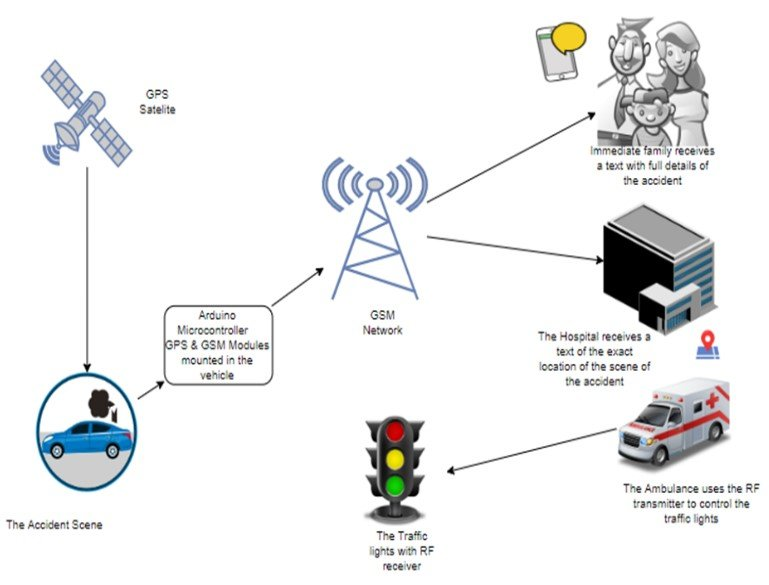 GPS
Satelite
Immediate family receives
a text with full details of
the accident
Arduino
Microcontroller
GPS & GSM Modules
mounted in the
vehicle
GSM
Network
The Hospital receives a
text of the exact
location of the scene of
the accident
AMBULANCE
The Ambulance uses the RF
transmitter to control the
traffic lights
The Accident Scene
The Traffic
lights with RF
receiver